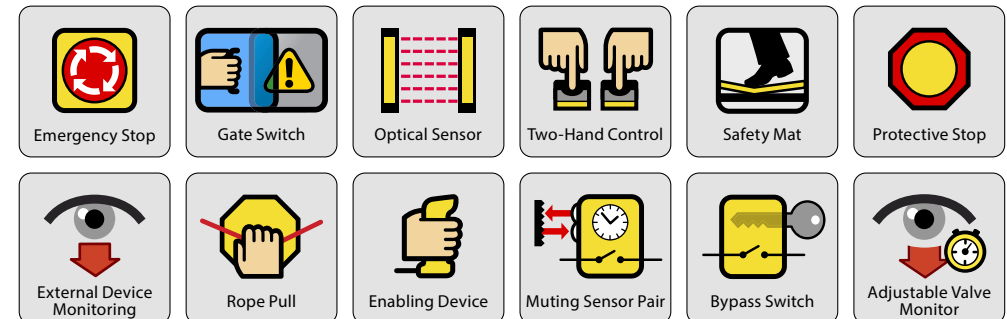 Emergency Stop
Gate Switch
Optical Sensor
Two-Hand Control
Safety Mat
Protective Stop
External Device
Monitoring
Rope Pull
Enabling Device
Muting Sensor Pair
Bypass Switch
Adjustable Valve
Monitor